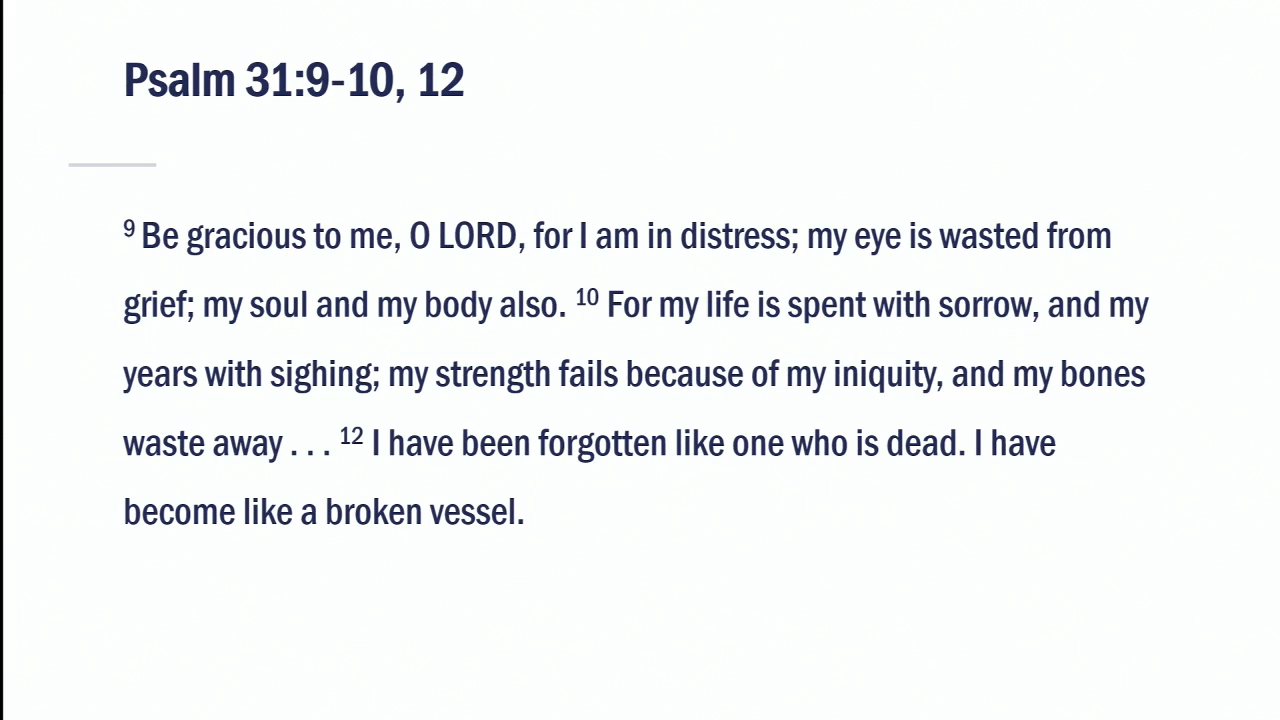 Psalm 31:9-10, 12
⁹ Be gracious to me, O LORD, for I am in distress; my eye is wasted from
grief; my soul and my body also. ¹⁰ For my life is spent with sorrow, and my
years with sighing; my strength fails because of my iniquity, and my bones
waste away . . . ¹² I have been forgotten like one who is dead. I have
become like a broken vessel.